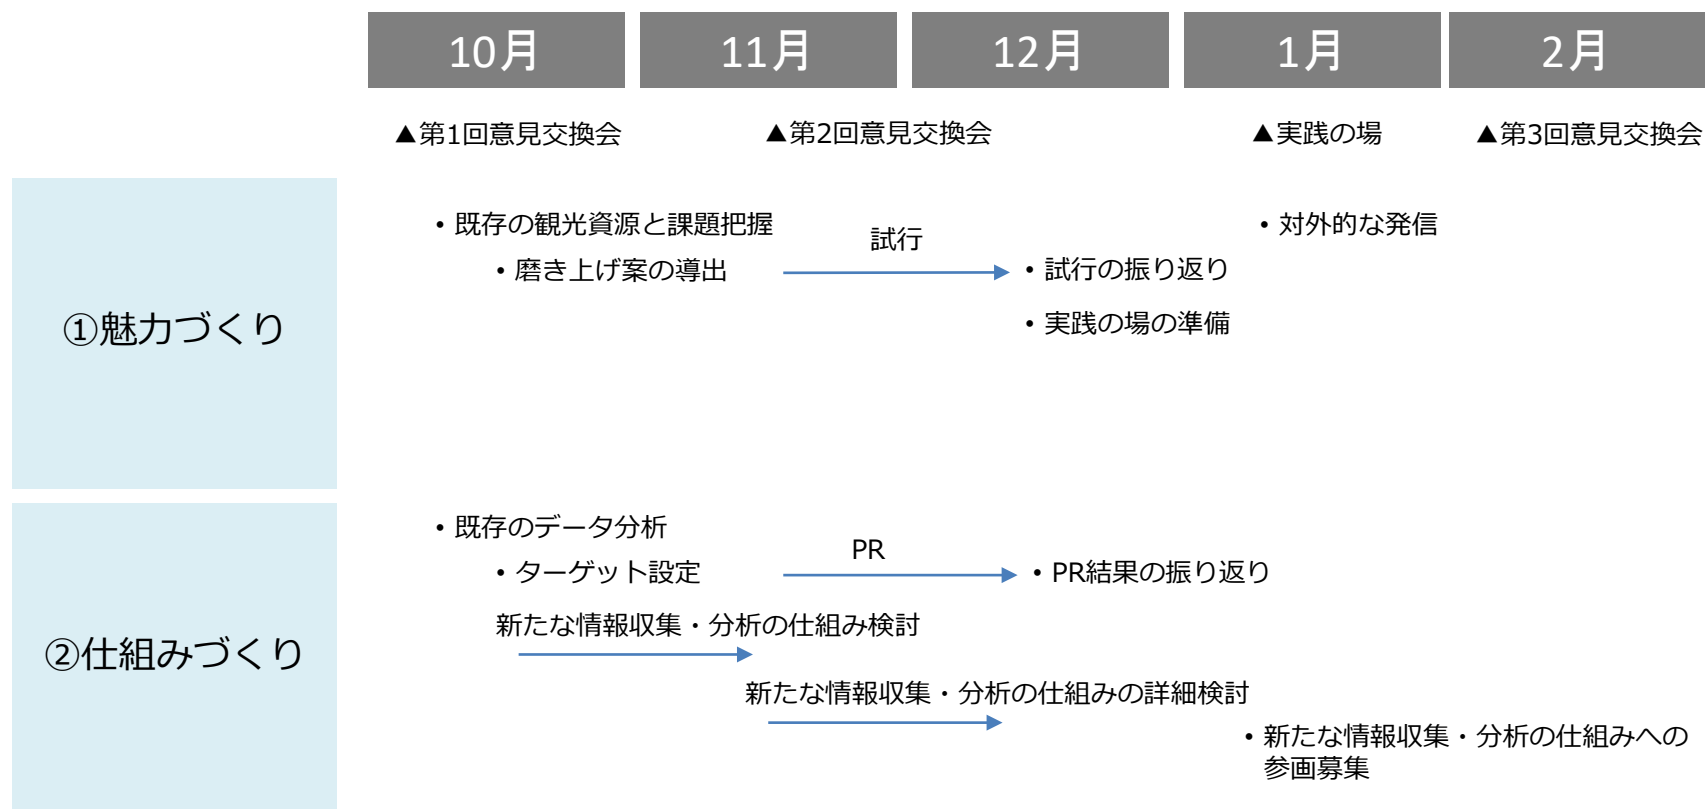 10月 11月 12月 1月 2月
▲第1回意見交換会 ▲第2回意見交換会 ▲実践の場 ▲第3回意見交換会
①魅力づくり
・既存の観光資源と課題把握
・磨き上げ案の導出
試行
・試行の振り返り
・実践の場の準備
・対外的な発信
②仕組みづくり
・既存のデータ分析
・ターゲット設定
PR
・PR結果の振り返り
新たな情報収集・分析の仕組み検討
新たな情報収集・分析の仕組みの詳細検討
・新たな情報収集・分析の仕組みへの
参画募集